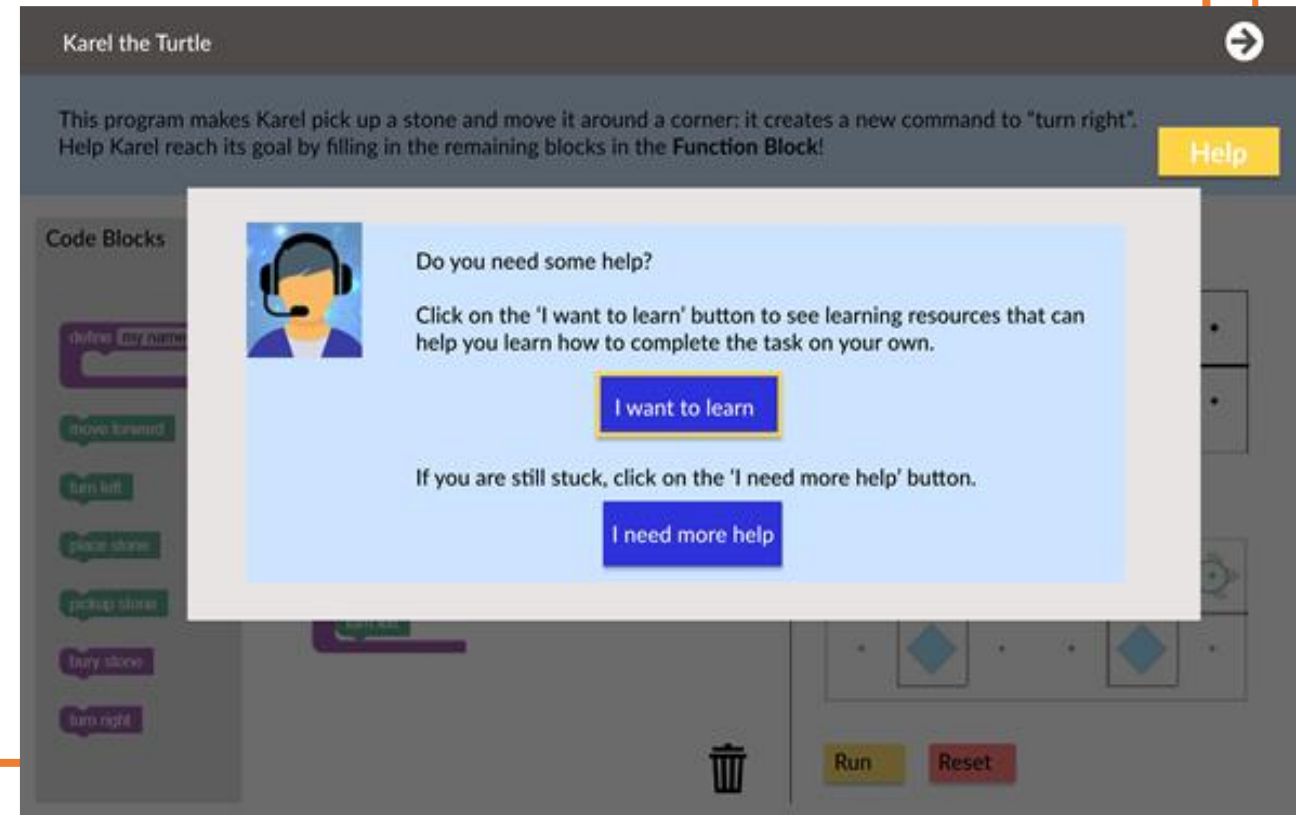 Karel the Turtle
This program makes Karel pick up a stone and move it around a corner: it creates a new command to "turn right".
Help Karel reach its goal by filling in the remaining blocks in the Function Block!
Help
Code Blocks
Do you need some help?
Click on the 'I want to learn' button to see learning resources that can
help you learn how to complete the task on your own.
I want to learn
If you are still stuck, click on the 'I need more help' button.
I need more help
define my name
move forward
turn left
place stone
pickup stone
bury stone
turn right
turn left
Run
Reset